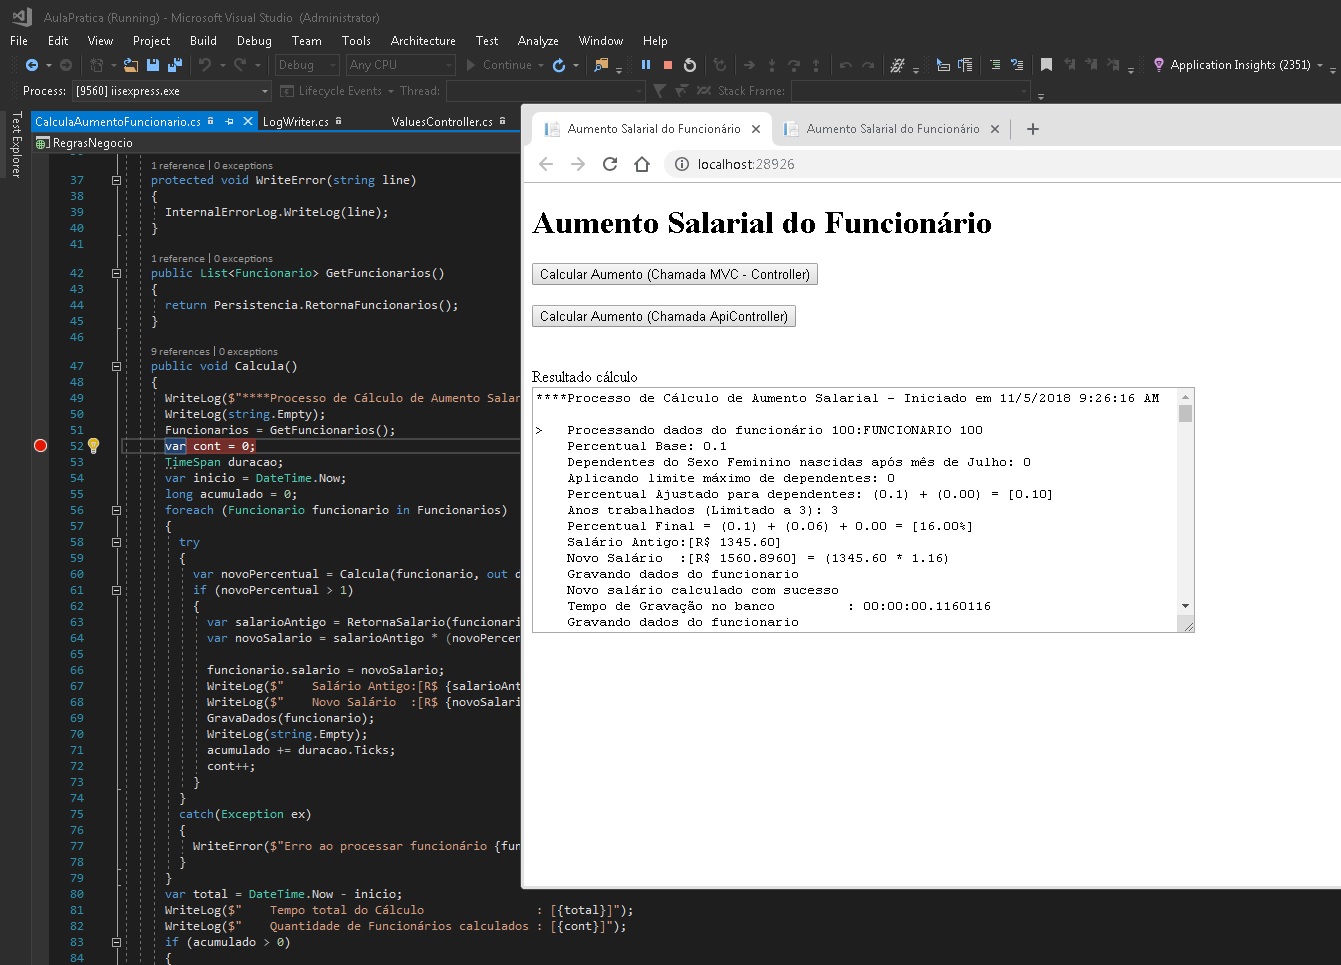 AulaPratica (Running) - Microsoft Visual Studio (Administrator)
File Edit View Project Build Debug Team Tools Architecture Test Analyze Window Help
Debug Any CPU Continue Application Insights (2351)
Process: [9560] iisexpress.exe Lifecycle Events Thread: Stack Frame:
Test Explorer
CalculaAumentoFuncionario.cs LogWriter.cs ValuesController.cs
RegrasNegocio
1 reference | 0 exceptions
37 protected void WriteError(string line)
38 {
39 InternalErrorLog.WriteLog(line);
40 }
41
1 reference | 0 exceptions
42 public List<Funcionario> GetFuncionarios()
43 {
44 return Persistencia.RetornaFuncionarios();
45 }
46
9 references | 0 exceptions
47 public void Calcula()
48 {
49 WriteLog($"****Processo de Cálculo de Aumento Salar
50 WriteLog(string.Empty);
51 Funcionarios = GetFuncionarios();
52 var cont = 0;
53 TimeSpan duracao;
54 var inicio = DateTime.Now;
55 long acumulado = 0;
56 foreach (Funcionario funcionario in Funcionarios)
57 {
58 try
59 {
60 var novoPercentual = Calcula(funcionario, out d
61 if (novoPercentual > 1)
62 {
63 var salarioAntigo = RetornaSalario(funcionari
64 var novoSalario = salarioAntigo * (novoPercen
65
66 funcionario.salario = novoSalario;
67 WriteLog($" Salário Antigo:[R$ {salarioAnt
68 WriteLog($" Novo Salário :[R$ {novoSalari
69 GravaDados(funcionario);
70 WriteLog(string.Empty);
71 acumulado += duracao.Ticks;
72 cont++;
73 }
74 }
75 catch(Exception ex)
76 {
77 WriteError($"Erro ao processar funcionário {fun
78 }
79 }
80 var total = DateTime.Now - inicio;
81 WriteLog($" Tempo total do Cálculo : [{total}]");
82 WriteLog($" Quantidade de Funcionários calculados : [{cont}]");
83 if (acumulado > 0)
84 {
Aumento Salarial do Funcionário Aumento Salarial do Funcionário
localhost:28926
Aumento Salarial do Funcionário
Calcular Aumento (Chamada MVC - Controller)
Calcular Aumento (Chamada ApiController)
Resultado cálculo
****Processo de Cálculo de Aumento Salarial - Iniciado em 11/5/2018 9:26:16 AM
> Processando dados do funcionário 100:FUNCIONARIO 100
Percentual Base: 0.1
Dependentes do Sexo Feminino nascidas após mês de Julho: 0
Aplicando limite máximo de dependentes: 0
Percentual Ajustado para dependentes: (0.1) + (0.00) = [0.10]
Anos trabalhados (Limitado a 3): 3
Percentual Final = (0.1) + (0.06) + 0.00 = [16.00%]
Salário Antigo:[R$ 1345.60]
Novo Salário :[R$ 1560.8960] = (1345.60 * 1.16)
Gravando dados do funcionario
Novo salário calculado com sucesso
Tempo de Gravação no banco : 00:00:00.1160116
Gravando dados do funcionario